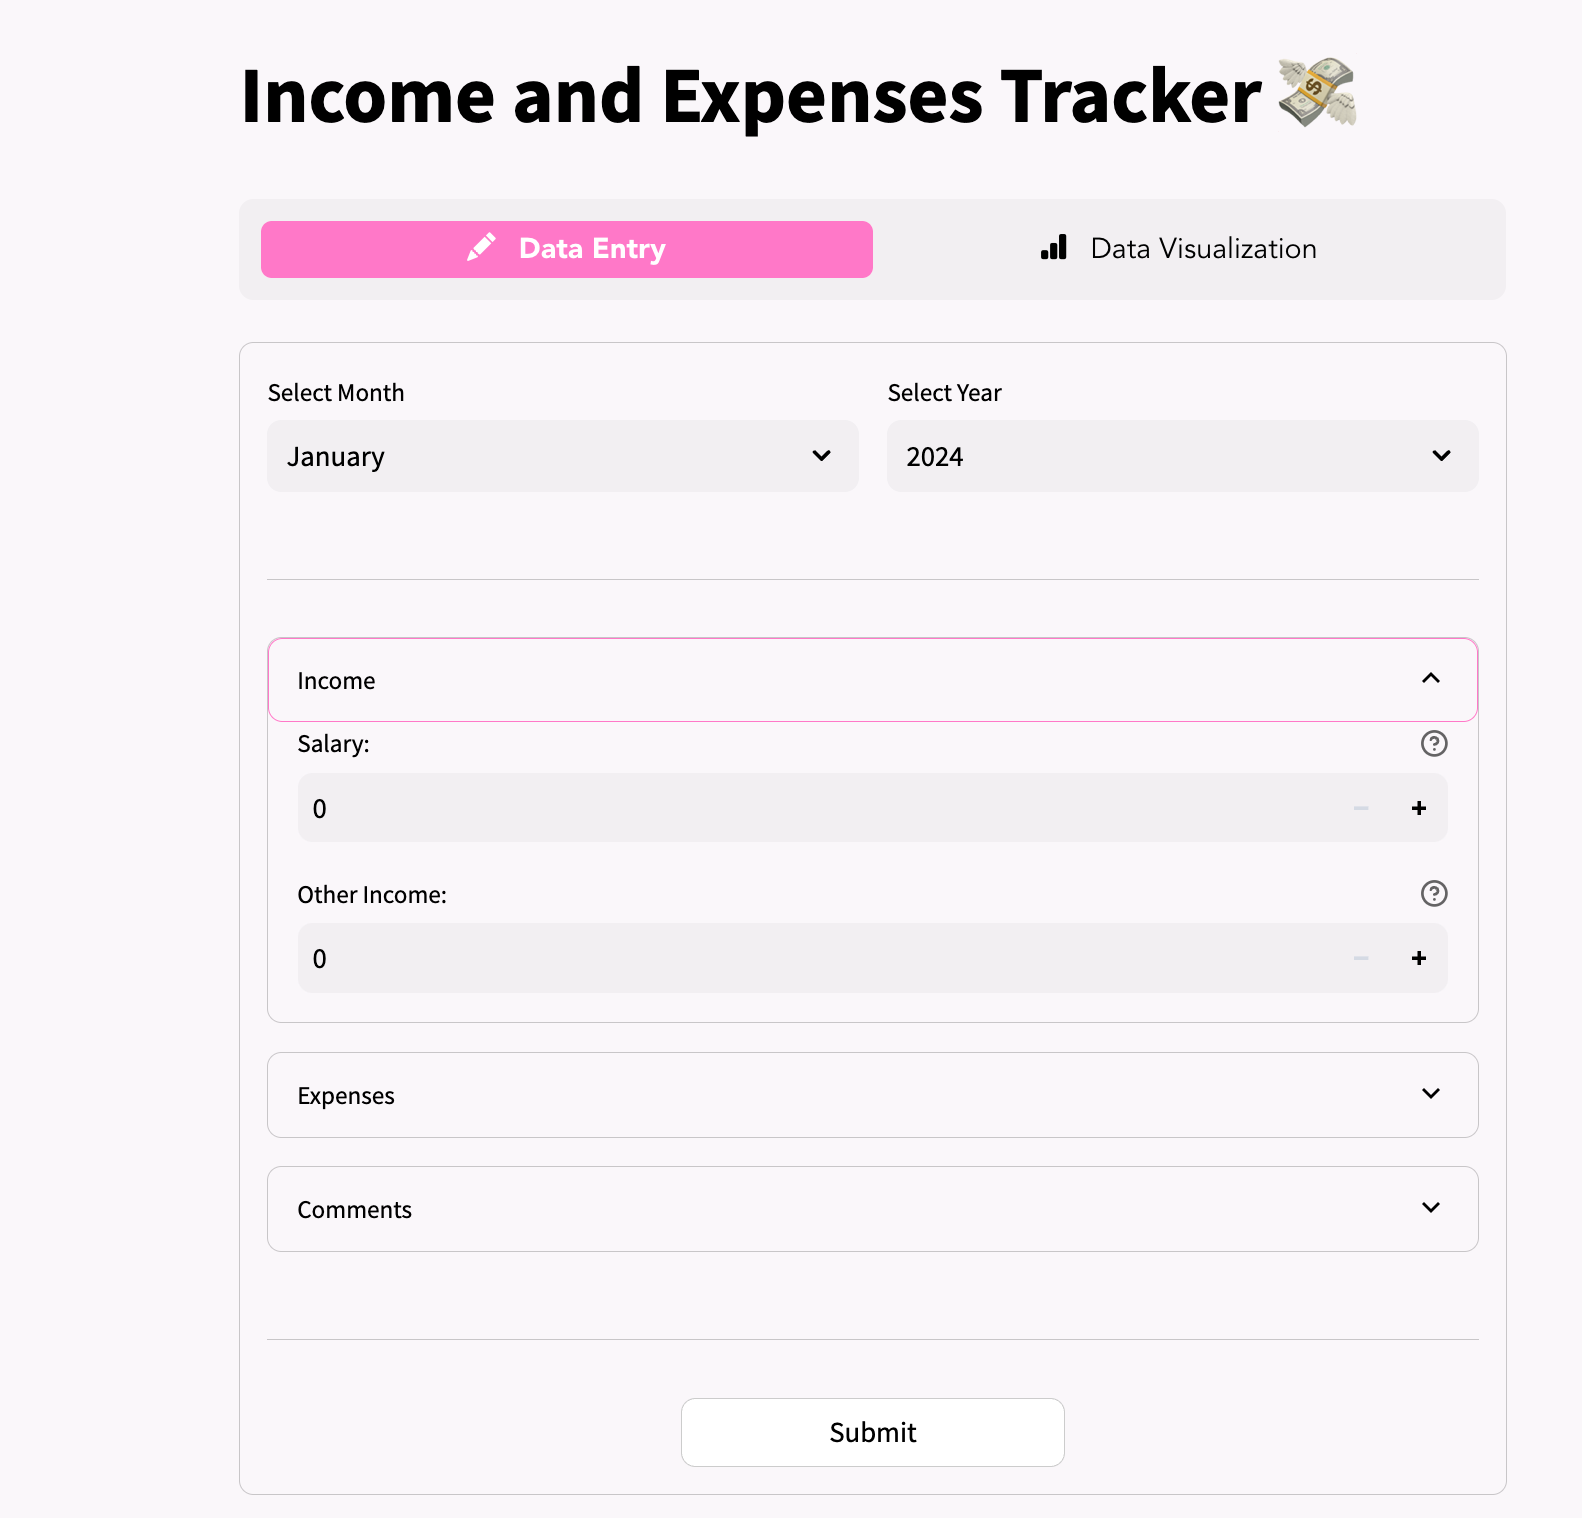 Income and Expenses Tracker 💸
Data Entry
Data Visualization
Select Month
Select Year
January
2024
Income
Salary:
0
Other Income:
0
Expenses
Comments
Submit